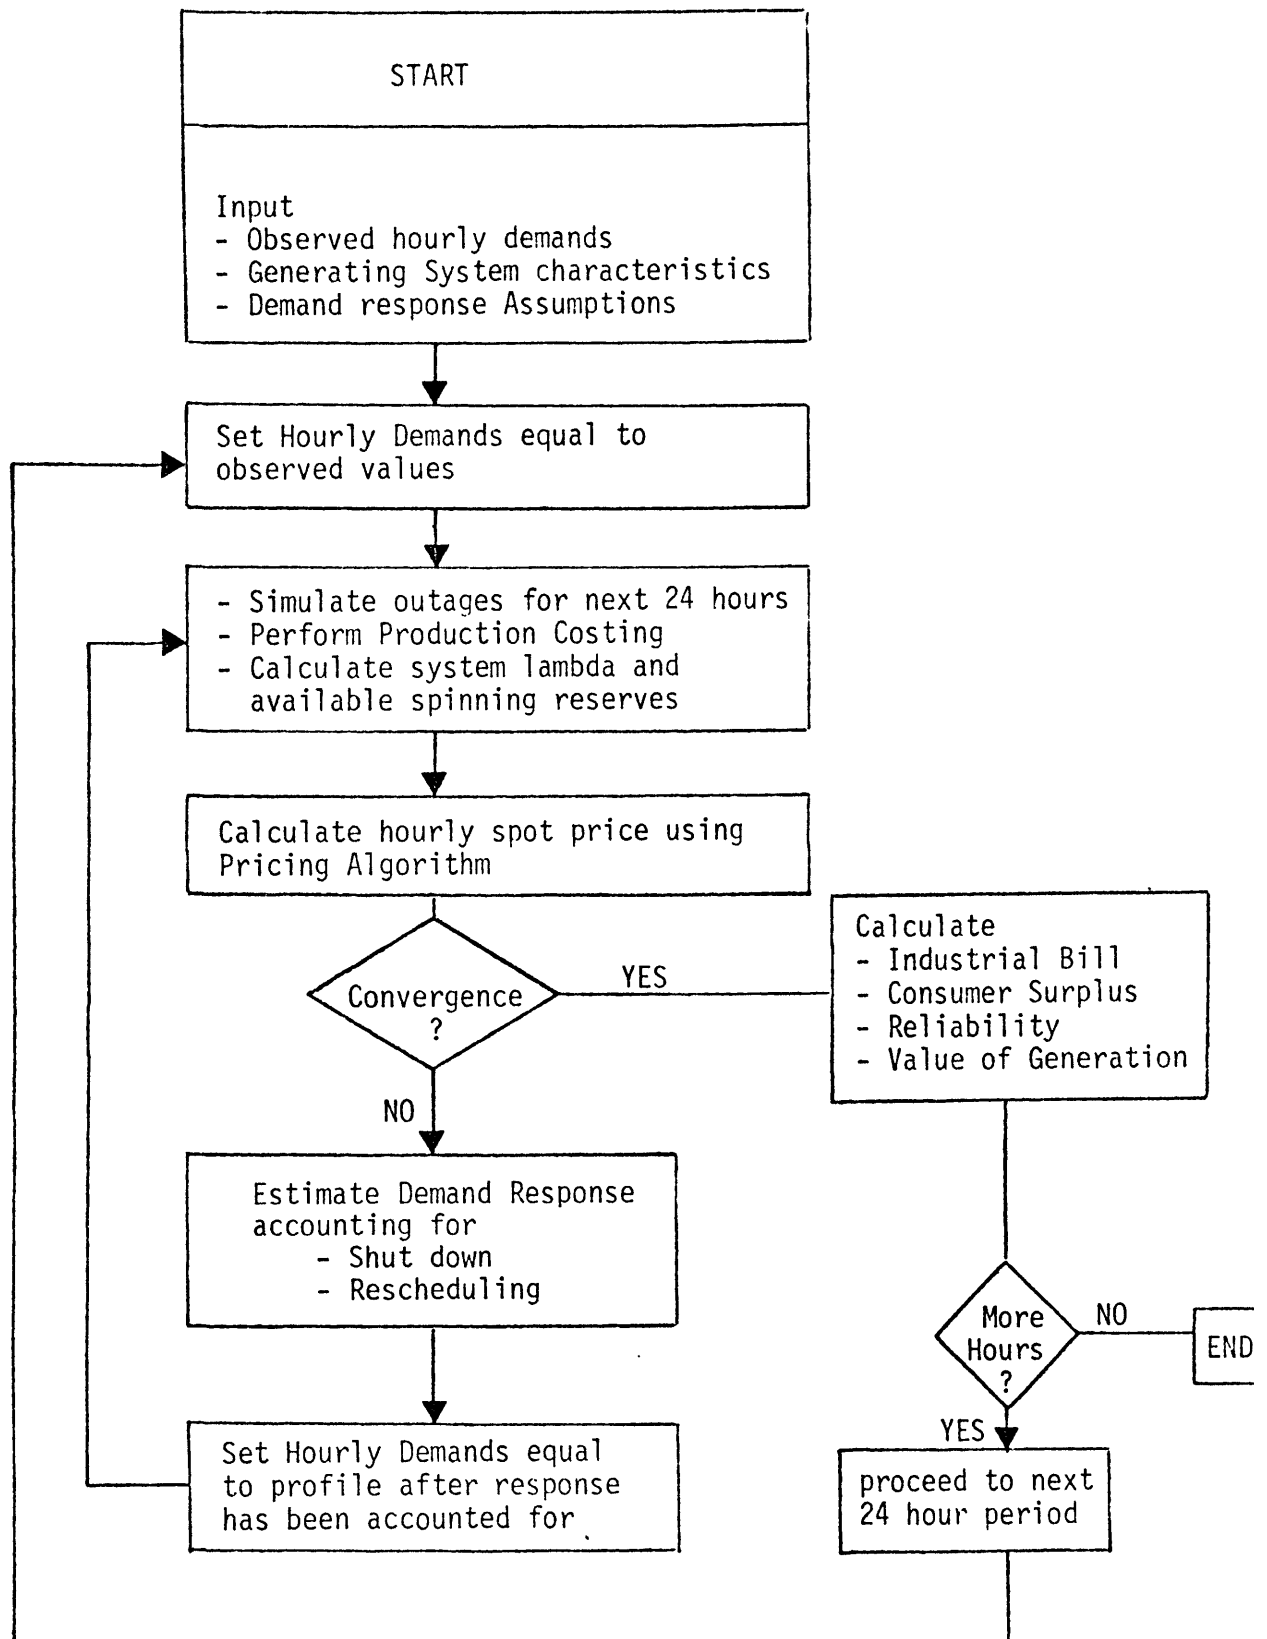 START
Input
- Observed hourly demands
- Generating System characteristics
- Demand response Assumptions
Set Hourly Demands equal to
observed values
- Simulate outages for next 24 hours
- Perform Production Costing
- Calculate system lambda and
available spinning reserves
Calculate hourly spot price using
Pricing Algorithm
Convergence
?
YES
Calculate
- Industrial Bill
- Consumer Surplus
- Reliability
- Value of Generation
NO
Estimate Demand Response
accounting for
- Shut down
- Rescheduling
More
Hours
?
NO
END
YES
Set Hourly Demands equal
to profile after response
has been accounted for
proceed to next
24 hour period